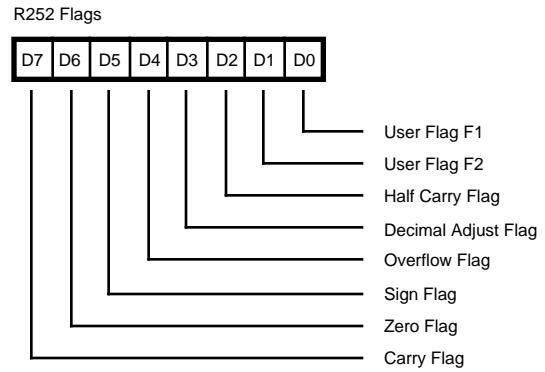 R252 Flags
D7 D6 D5 D4 D3 D2 D1 D0
User Flag F1
User Flag F2
Half Carry Flag
Decimal Adjust Flag
Overflow Flag
Sign Flag
Zero Flag
Carry Flag